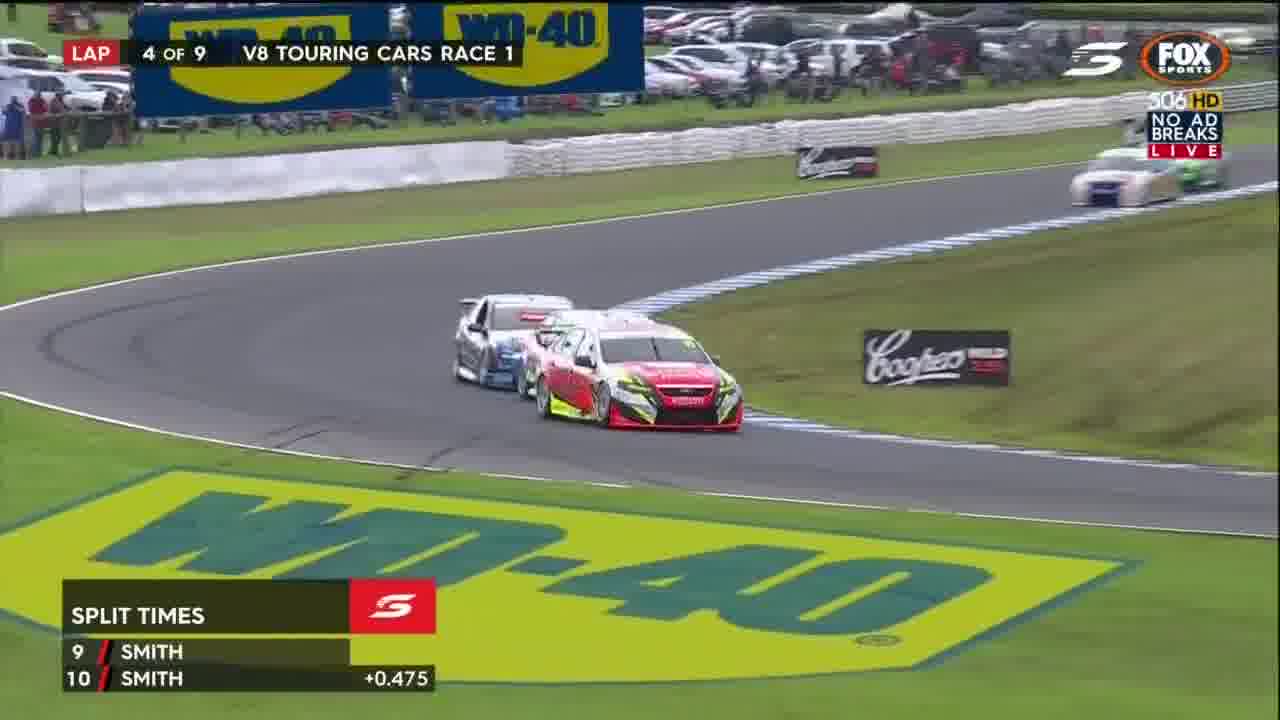 LAP 4 OF 9 V8 TOURING CARS RACE 1
FOX
SPORTS
506 HD
NO AD
BREAKS
LIVE
WD-40
WD-40
Coopers
WD-40
SPLIT TIMES
9 / SMITH
10 / SMITH +0.475